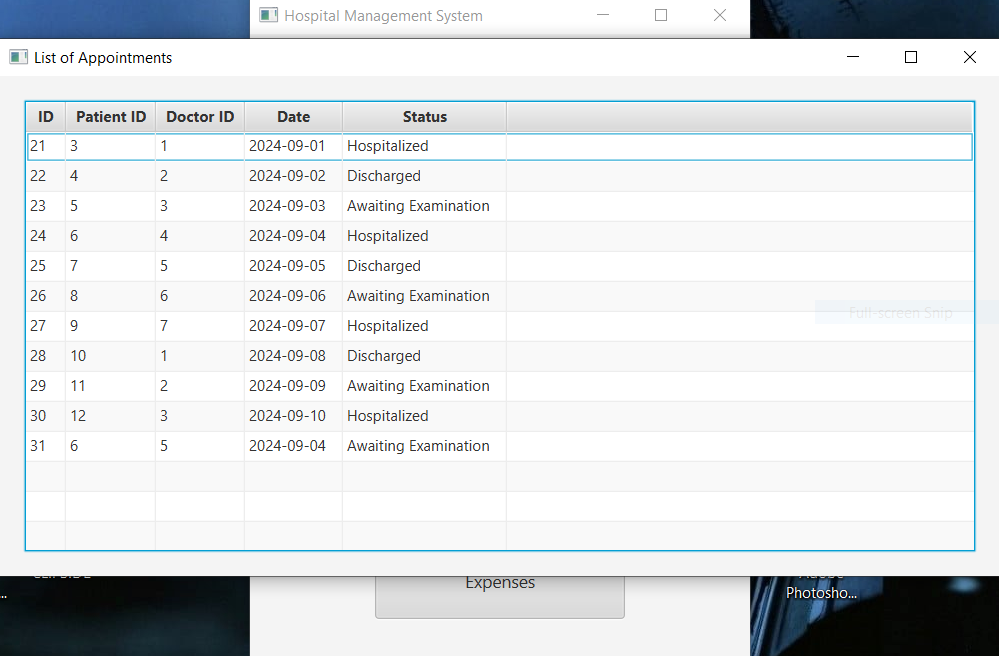 Hospital Management System
List of Appointments
ID Patient ID Doctor ID Date Status
21 3 1 2024-09-01 Hospitalized
22 4 2 2024-09-02 Discharged
23 5 3 2024-09-03 Awaiting Examination
24 6 4 2024-09-04 Hospitalized
25 7 5 2024-09-05 Discharged
26 8 6 2024-09-06 Awaiting Examination
Full-screen Snip
27 9 7 2024-09-07 Hospitalized
28 10 1 2024-09-08 Discharged
29 11 2 2024-09-09 Awaiting Examination
30 12 3 2024-09-10 Hospitalized
31 6 5 2024-09-04 Awaiting Examination
Expenses
Adobe
... Photosho...